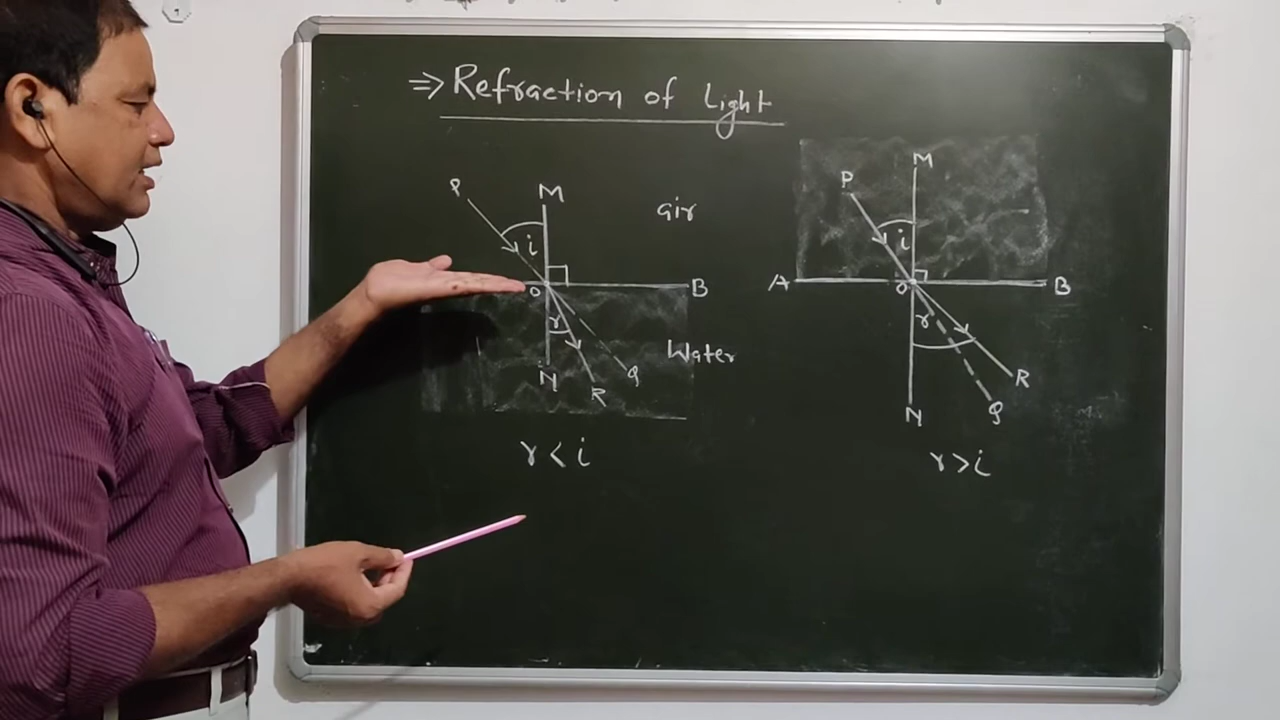 ⇒ Refraction of Light
P
M
i
air
O
B
r
Water
N
R
Q
r < i
M
P
i
A
O
B
r
R
N
Q
r > i